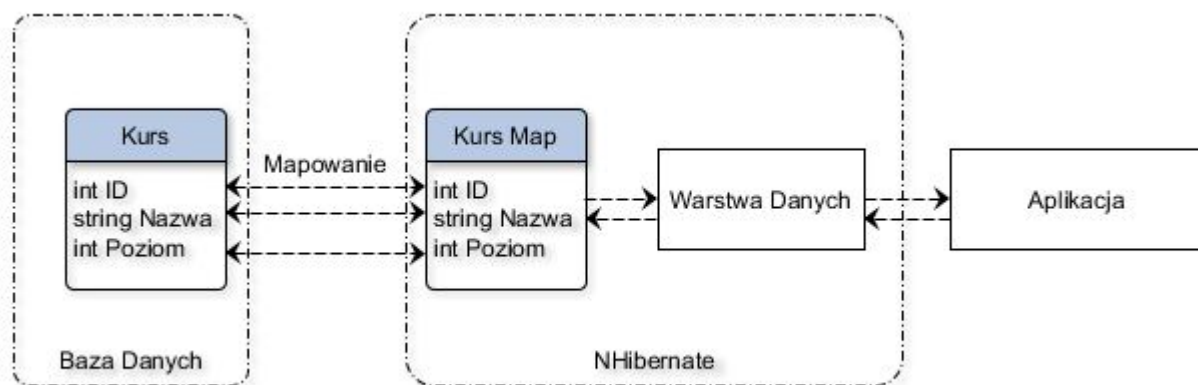 Kurs
int ID
string Nazwa
int Poziom
Baza Danych
Mapowanie
Kurs Map
int ID
string Nazwa
int Poziom
Warstwa Danych
NHibernate
Aplikacja